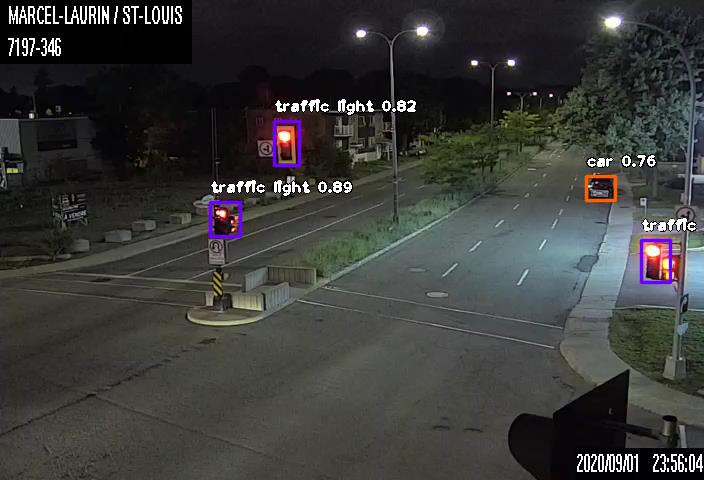 MARCEL-LAURIN / ST-LOUIS
7197-346
traffic light 0.82
car 0.76
traffic light 0.89
À VENDRE
traffic
2020/09/01 23:56:04